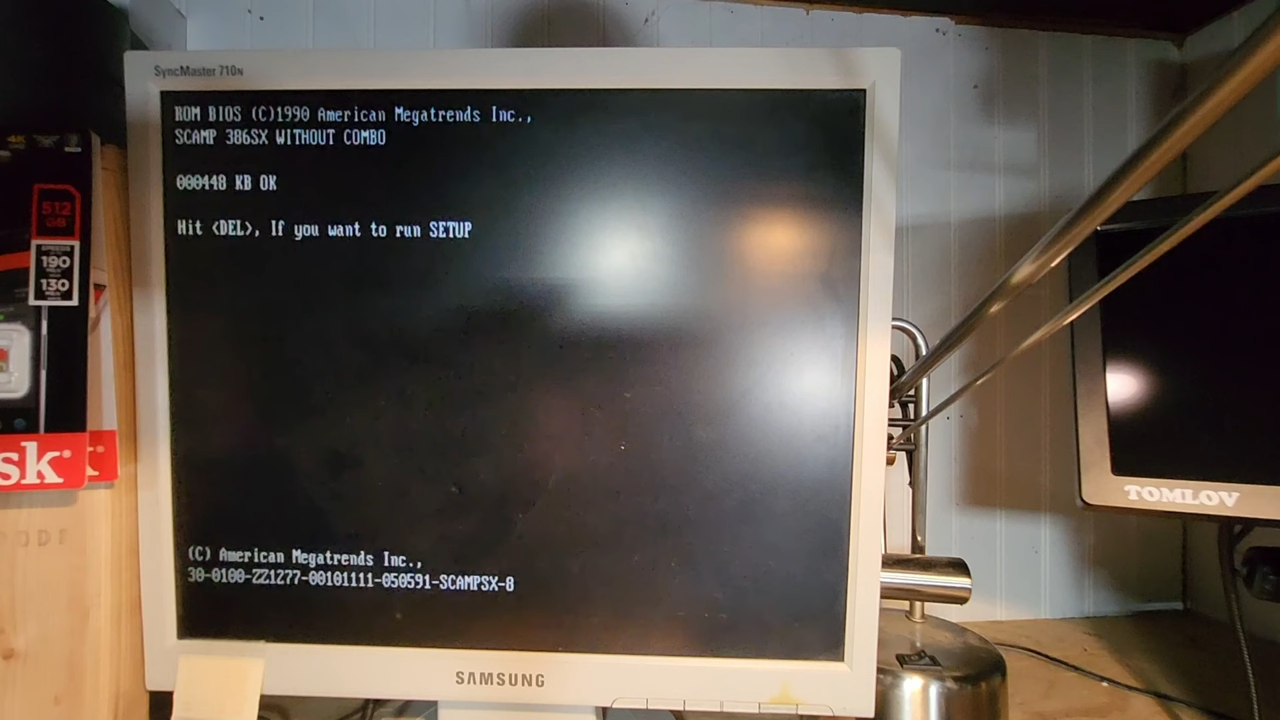 SyncMaster 710N
ROM BIOS (C)1990 American Megatrends Inc.,
SCAMP 386SX WITHOUT COMBO
000448 KB OK
Hit <DEL>, If you want to run SETUP
(C) American Megatrends Inc.,
30-0100-ZZ1277-00101111-050591-SCAMPSX-8
SAMSUNG
4K
512
GB
190
130
sk
TOMLOV